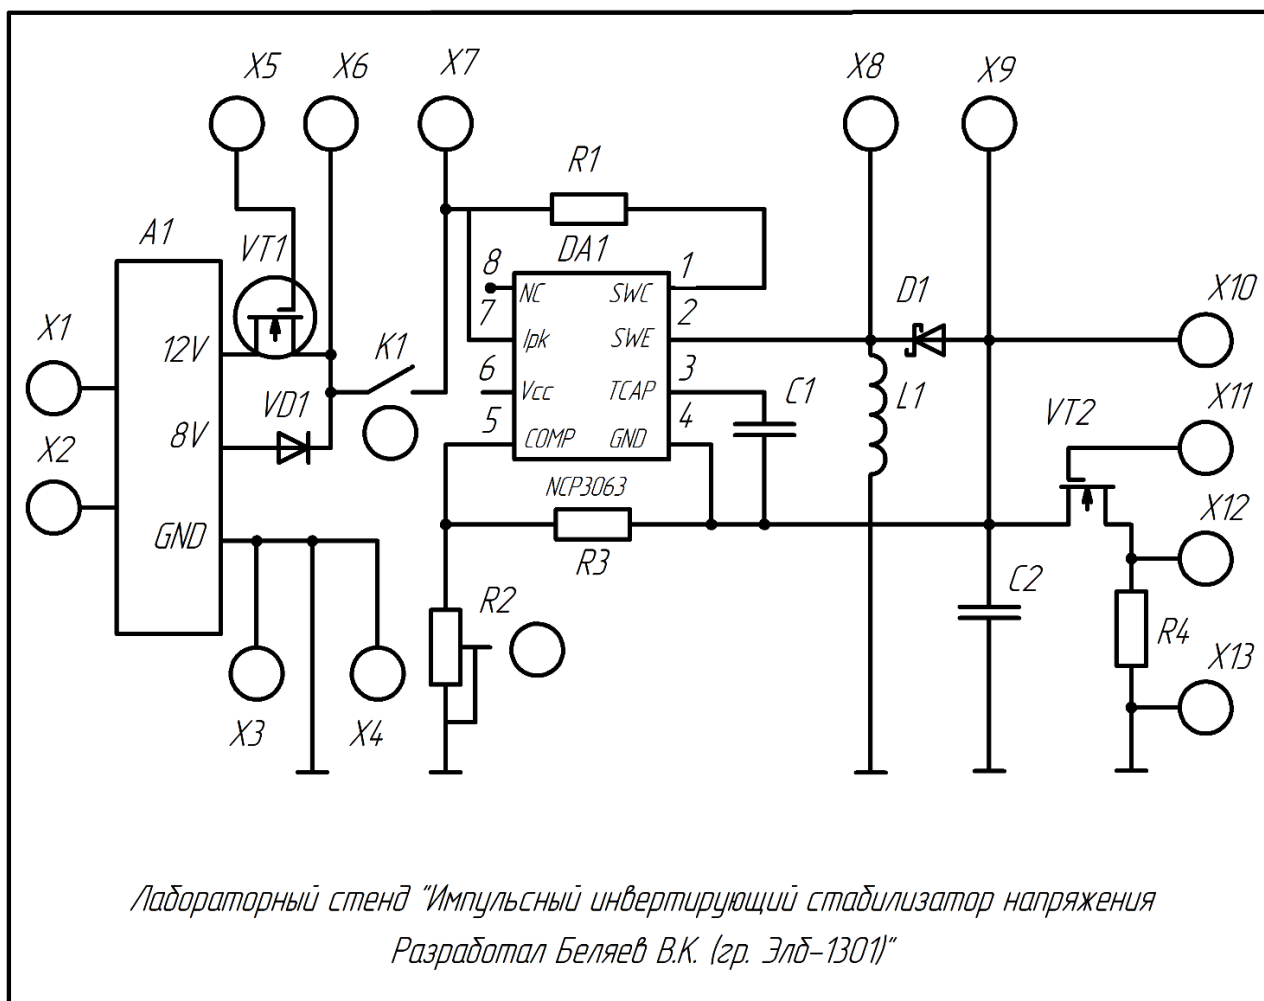 X5 X6 X7 X8 X9
R1
A1 VT1 DA1
8 NC SWC 1
7 Ipk SWE 2
D1 X10
X1 12V K1
6 Vcc TCAP 3
C1 L1 VT2 X11
X2 8V VD1
5 COMP GND 4
NCP3063
GND R3 X12
R2 C2 R4
X13
X3 X4
Лабораторный стенд "Импульсный инвертирующий стабилизатор напряжения
Разработал Беляев В.К. (гр. Элб-1301)"